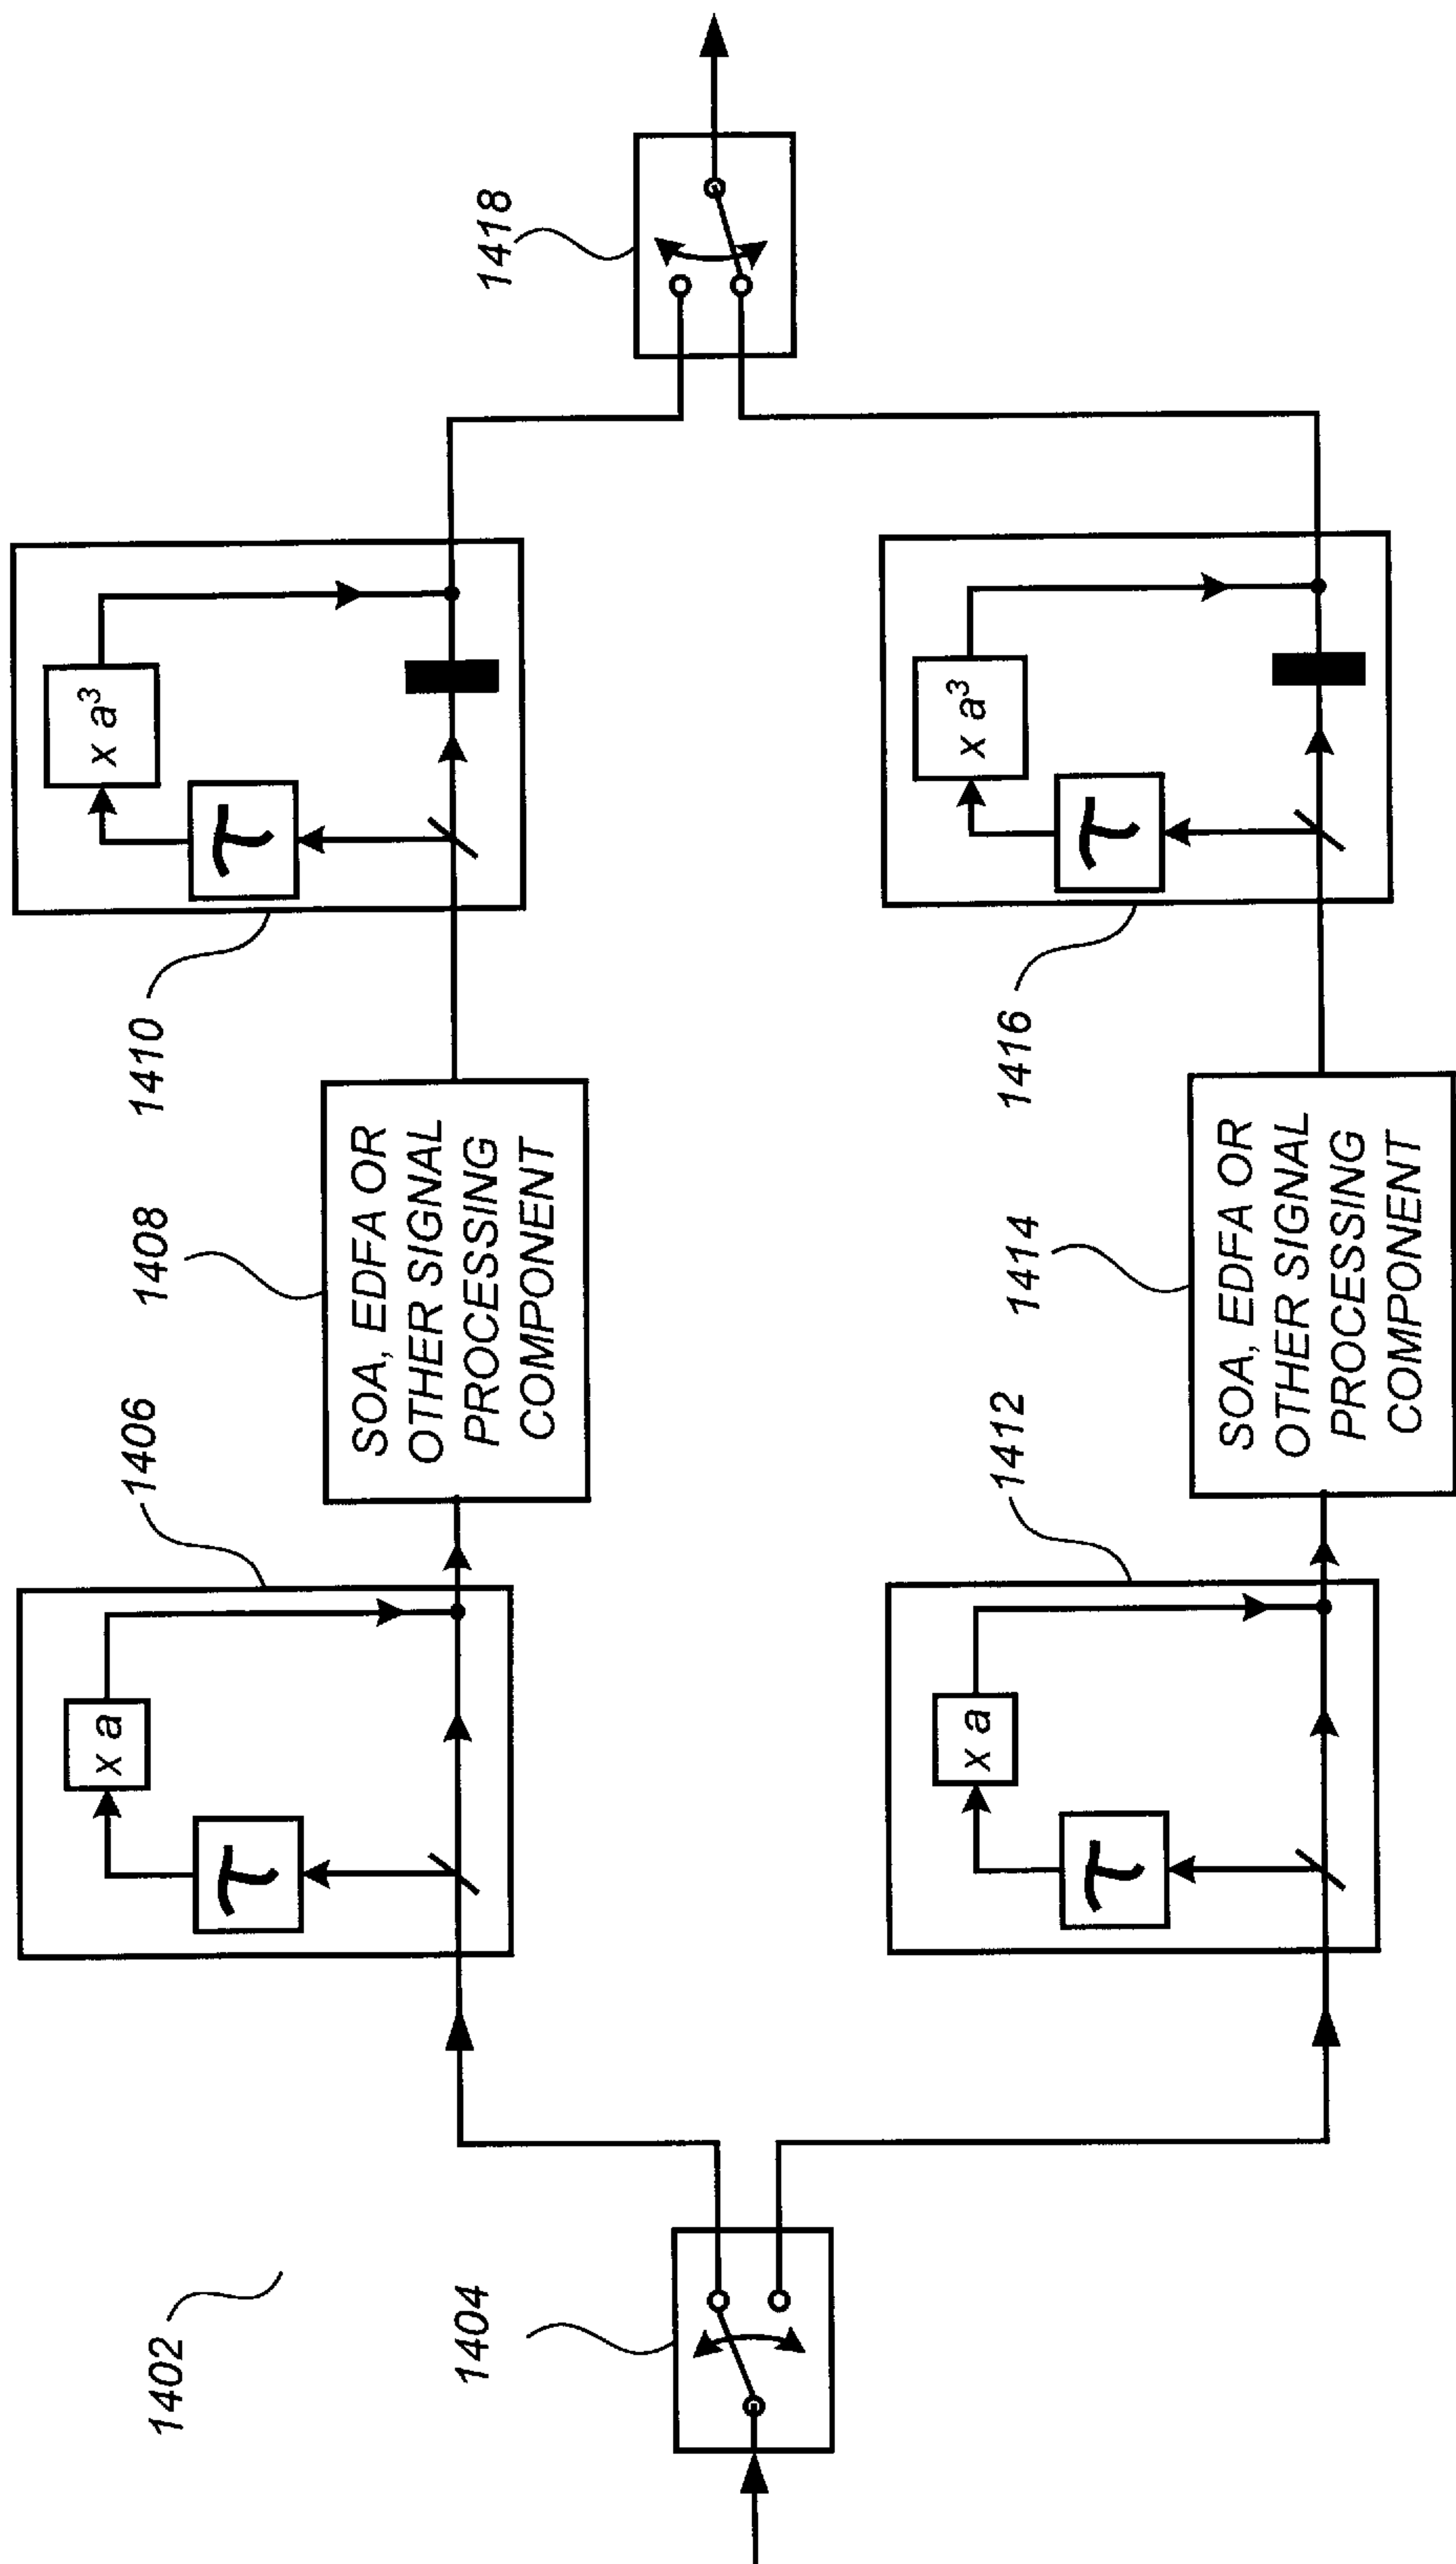 x a
x a³
1402
1406
1408
1410
τ
τ
SOA, EDFA OR
OTHER SIGNAL
PROCESSING
COMPONENT
1404
1418
x a
x a³
1412
1414
1416
τ
τ
SOA, EDFA OR
OTHER SIGNAL
PROCESSING
COMPONENT